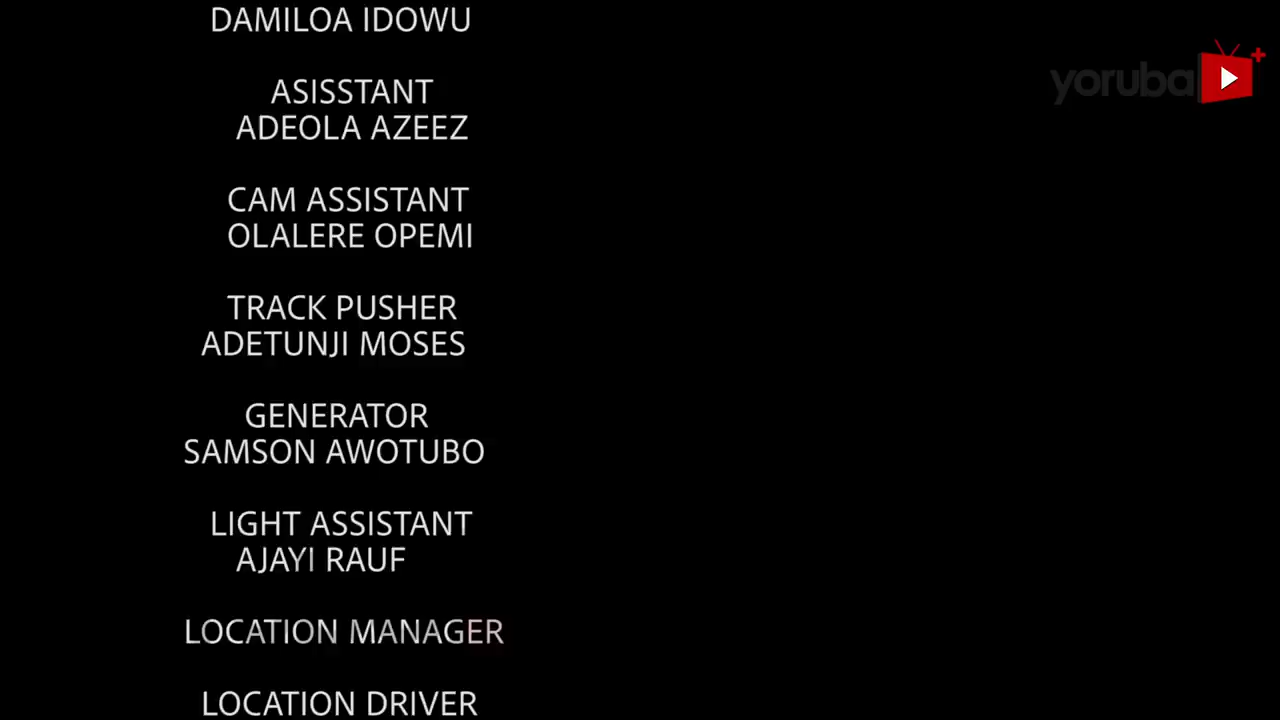 DAMILOA IDOWU
yoruba
ASISSTANT
ADEOLA AZEEZ
CAM ASSISTANT
OLALERE OPEMI
TRACK PUSHER
ADETUNJI MOSES
GENERATOR
SAMSON AWOTUBO
LIGHT ASSISTANT
AJAYI RAUF
LOCATION MANAGER
LOCATION DRIVER